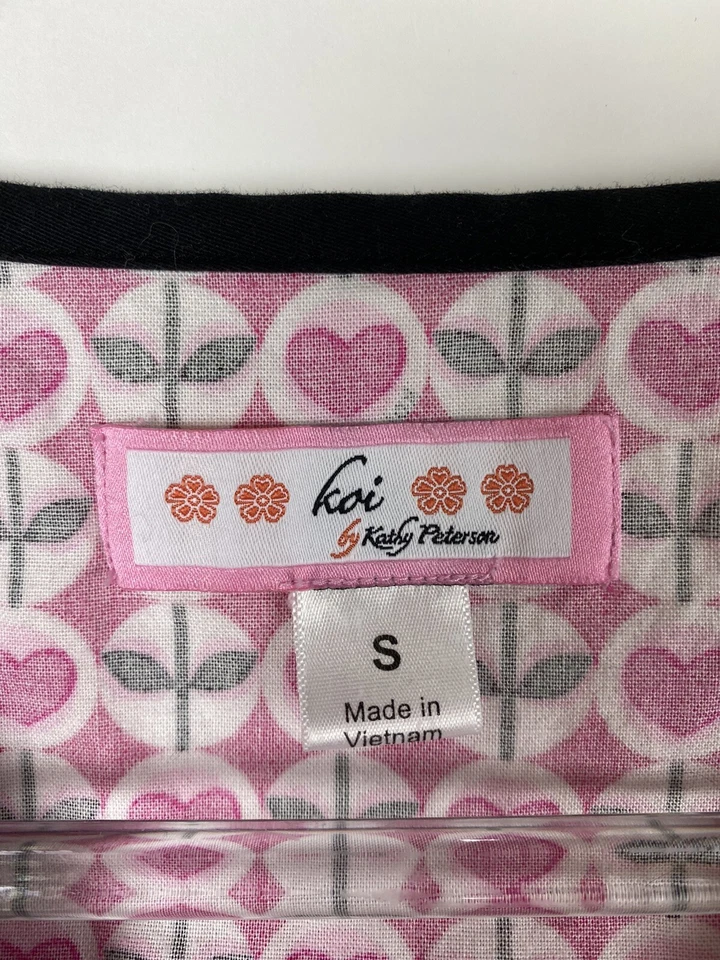 koi
by Kathy Peterson
S
Made in
Vietnam